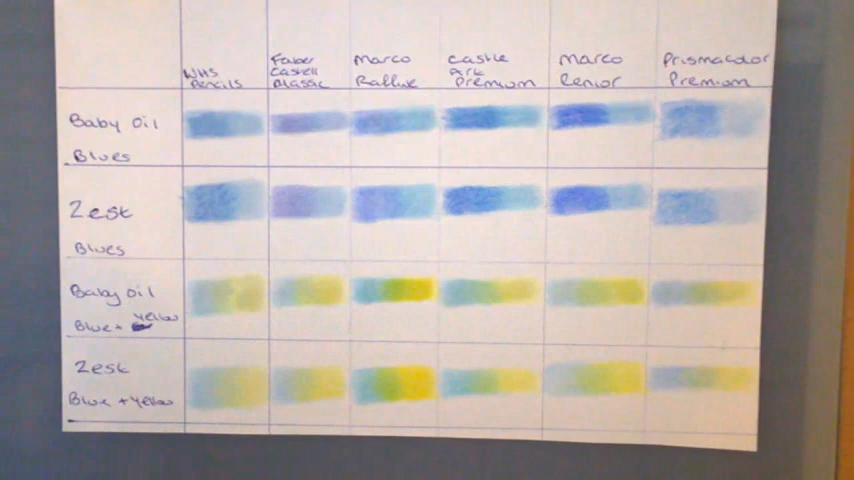 WHS Pencils
Faber Castell Classic
Marco Raffine
Castle Art Premium
Marco Renior
Prismacolor Premium
Baby Oil
Blues
Zest
Blues
Baby Oil
Blue + Yellow
Zest
Blue + Yellow